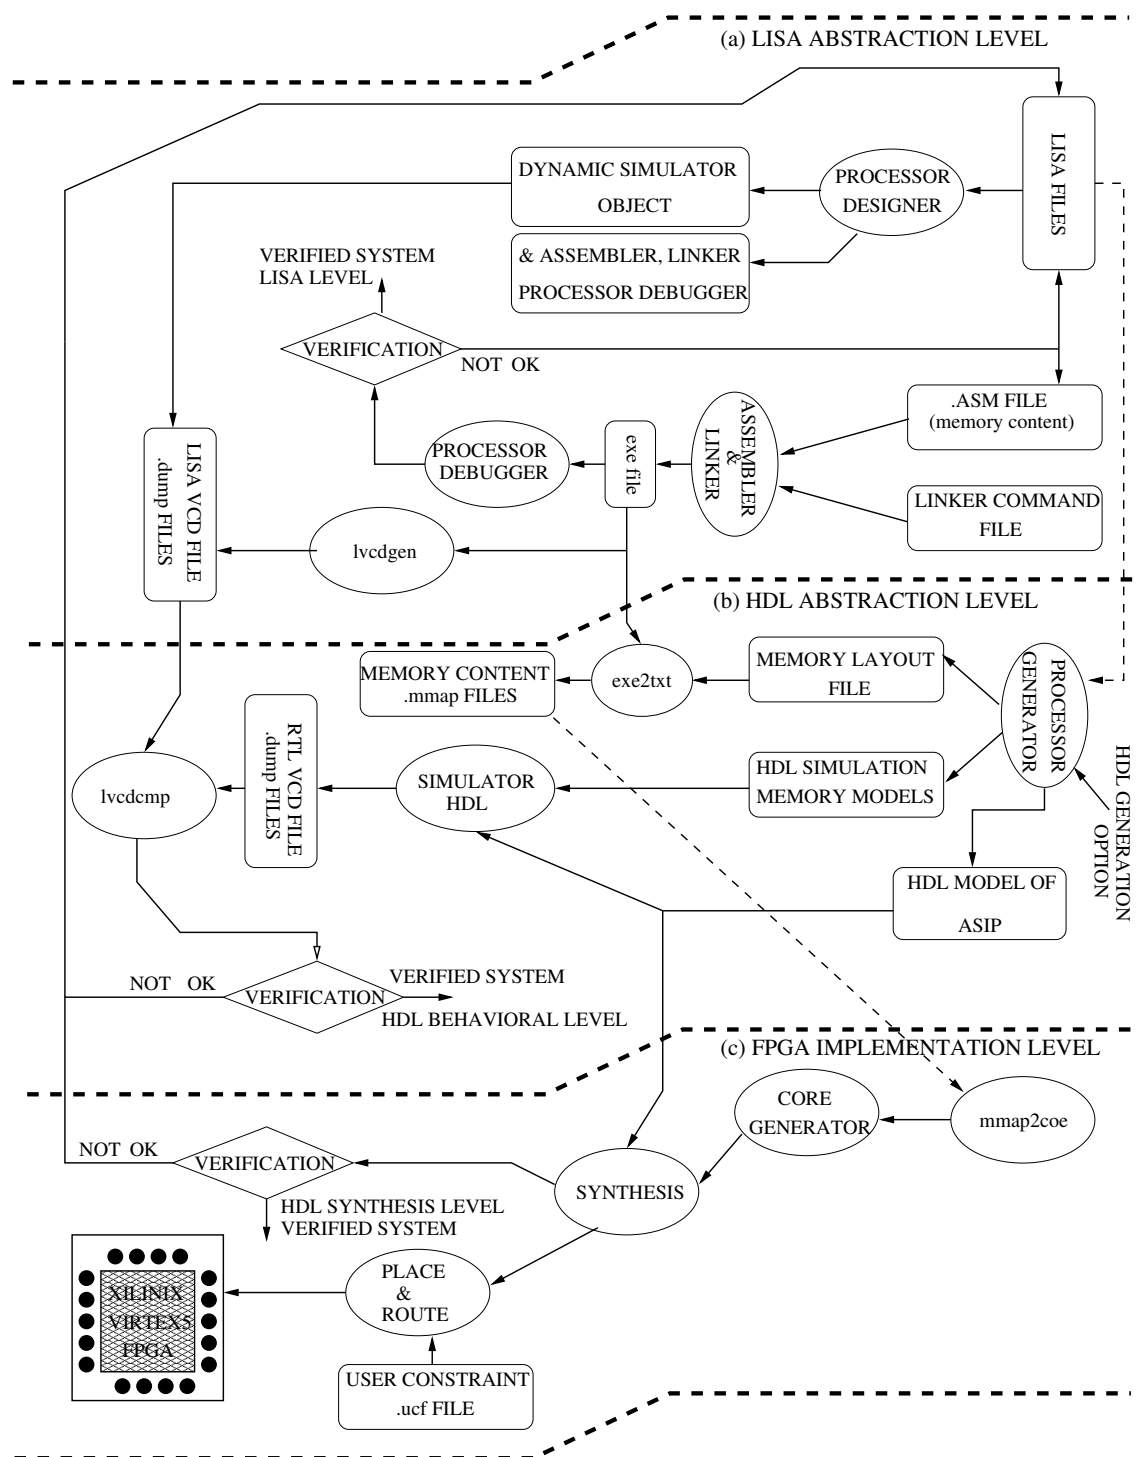 (a) LISA ABSTRACTION LEVEL
LISA FILES
PROCESSOR
DESIGNER
DYNAMIC SIMULATOR
OBJECT
& ASSEMBLER, LINKER
PROCESSOR DEBUGGER
VERIFIED SYSTEM
LISA LEVEL
VERIFICATION
NOT OK
.ASM FILE
(memory content)
ASSEMBLER
&
LINKER
exe file
PROCESSOR
DEBUGGER
LINKER COMMAND
FILE
LISA VCD FILE
.dump FILES
lvcdgen
(b) HDL ABSTRACTION LEVEL
MEMORY CONTENT
.mmap FILES
exe2txt
MEMORY LAYOUT
FILE
PROCESSOR
GENERATOR
HDL GENERATION
OPTION
RTL VCD FILE
.dump FILES
lvcdcmp
SIMULATOR
HDL
HDL SIMULATION
MEMORY MODELS
HDL MODEL OF
ASIP
NOT OK
VERIFICATION
VERIFIED SYSTEM
HDL BEHAVIORAL LEVEL
(c) FPGA IMPLEMENTATION LEVEL
CORE
GENERATOR
mmap2coe
NOT OK
VERIFICATION
SYNTHESIS
HDL SYNTHESIS LEVEL
VERIFIED SYSTEM
PLACE
&
ROUTE
XILINIX
VIRTEX5
FPGA
USER CONSTRAINT
.ucf FILE